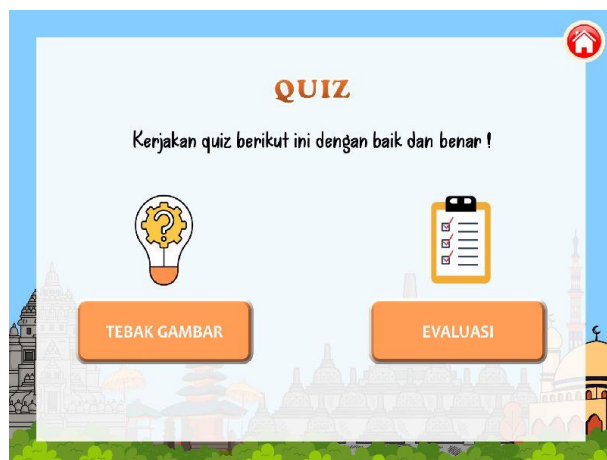 QUIZ
Kerjakan quiz berikut ini dengan baik dan benar !
TEBAK GAMBAR
EVALUASI